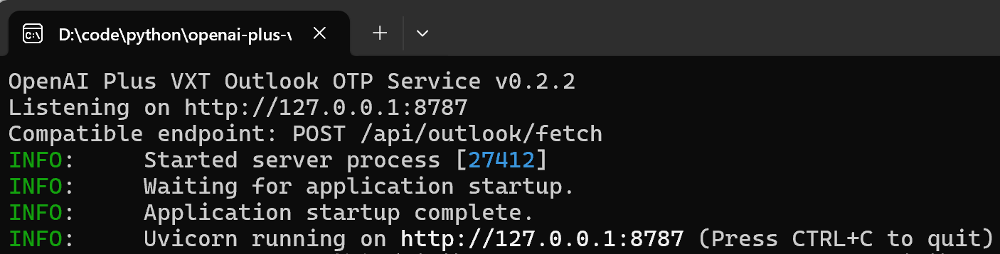 D:\code\python\openai-plus-v
OpenAI Plus VXT Outlook OTP Service v0.2.2
Listening on http://127.0.0.1:8787
Compatible endpoint: POST /api/outlook/fetch
INFO:     Started server process [27412]
INFO:     Waiting for application startup.
INFO:     Application startup complete.
INFO:     Uvicorn running on http://127.0.0.1:8787 (Press CTRL+C to quit)